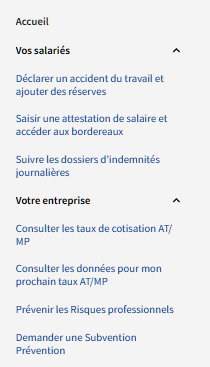 Accueil
Vos salariés
Déclarer un accident du travail et
ajouter des réserves
Saisir une attestation de salaire et
accéder aux bordereaux
Suivre les dossiers d'indemnités
journalières
Votre entreprise
Consulter les taux de cotisation AT/
MP
Consulter les données pour mon
prochain taux AT/MP
Prévenir les Risques professionnels
Demander une Subvention
Prévention